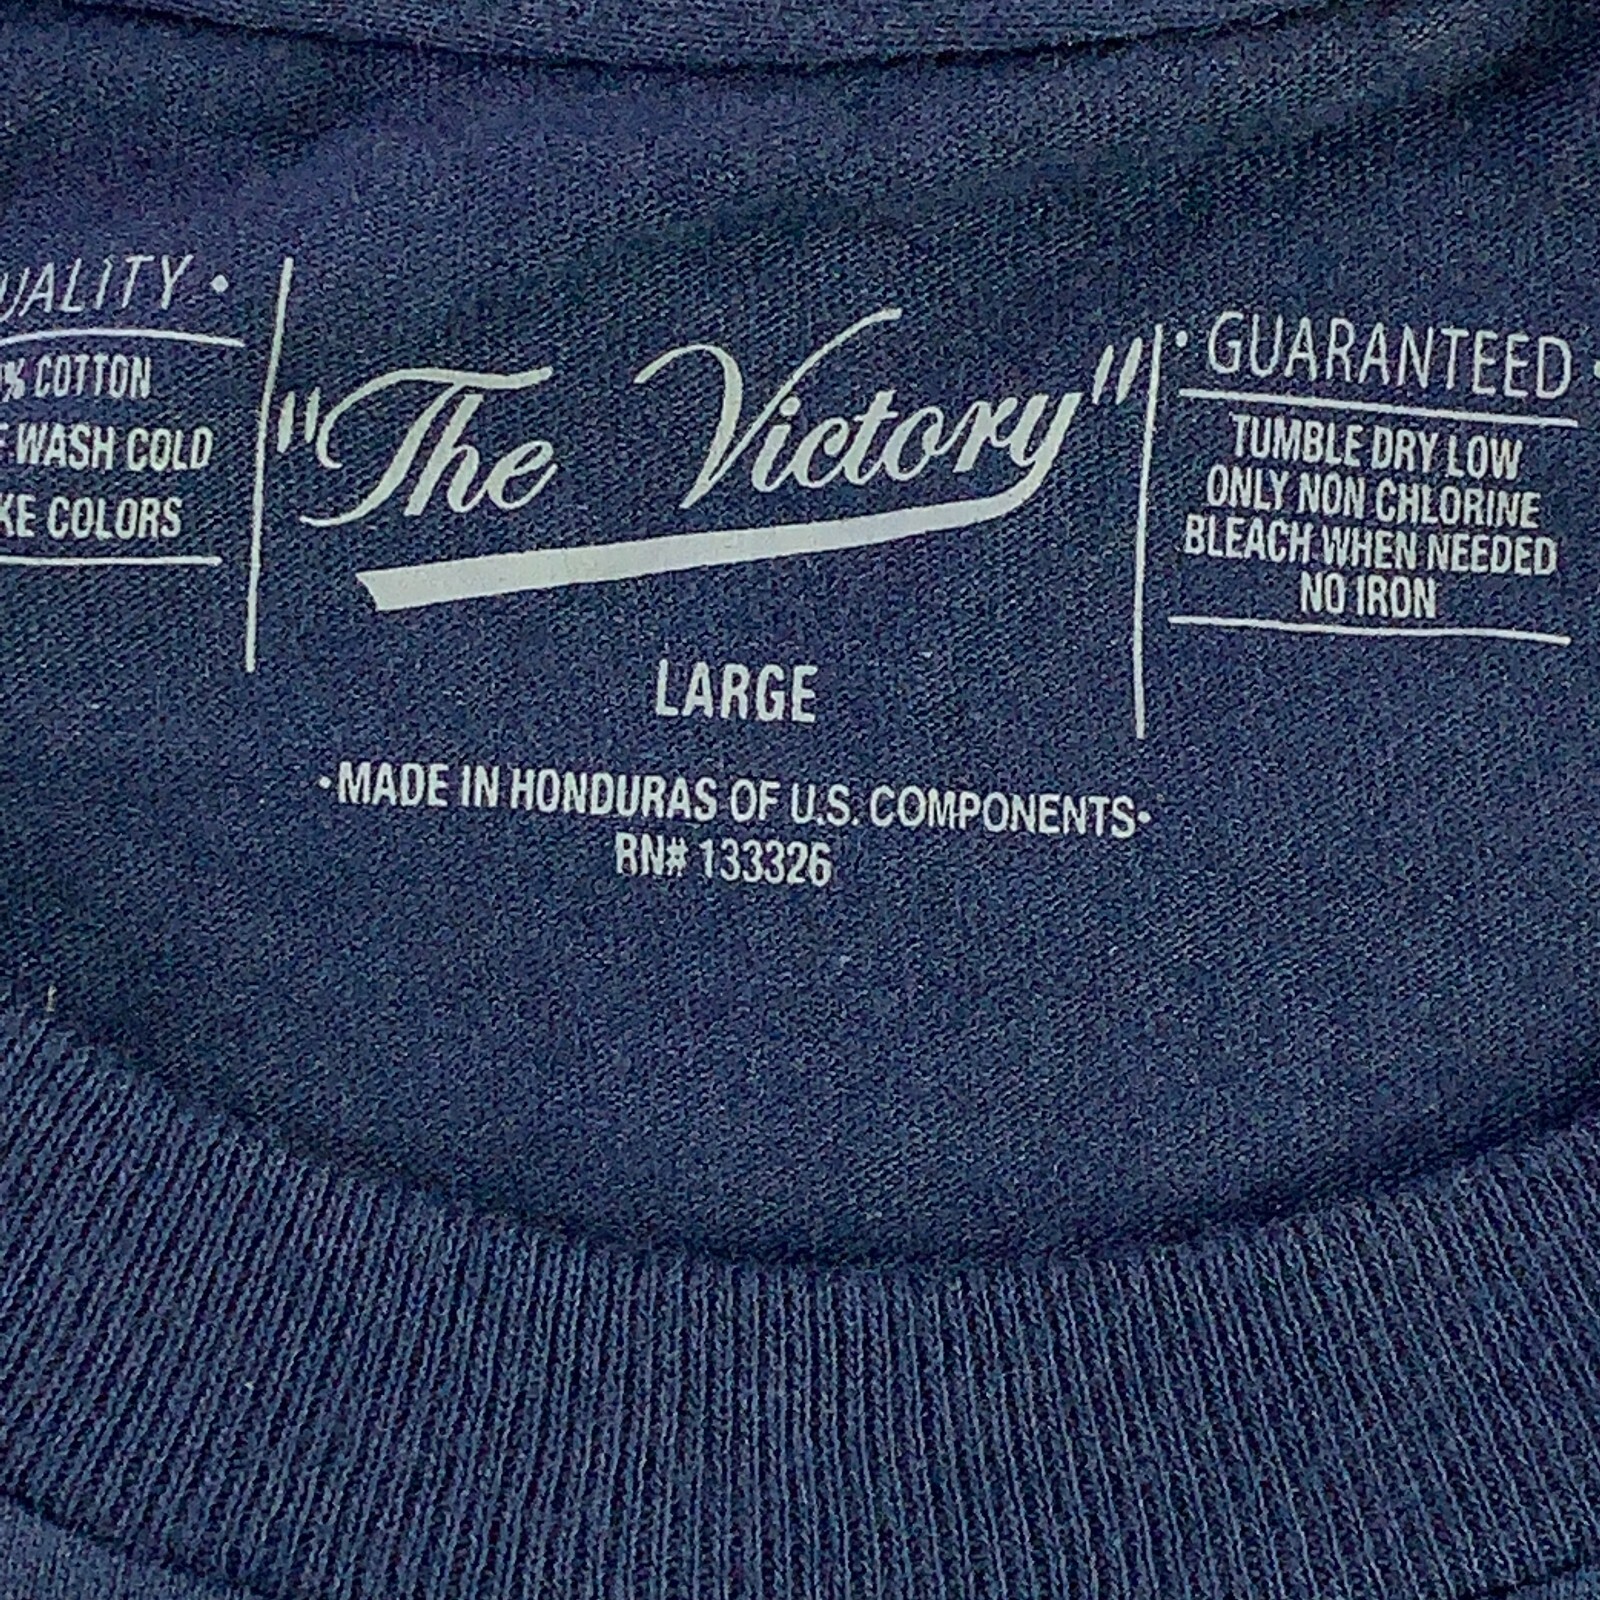 UALITY •
% COTTON
WASH COLD
KE COLORS
"The Victory"
LARGE
•MADE IN HONDURAS OF U.S. COMPONENTS•
RN# 133326
• GUARANTEED •
TUMBLE DRY LOW
ONLY NON CHLORINE
BLEACH WHEN NEEDED
NO IRON